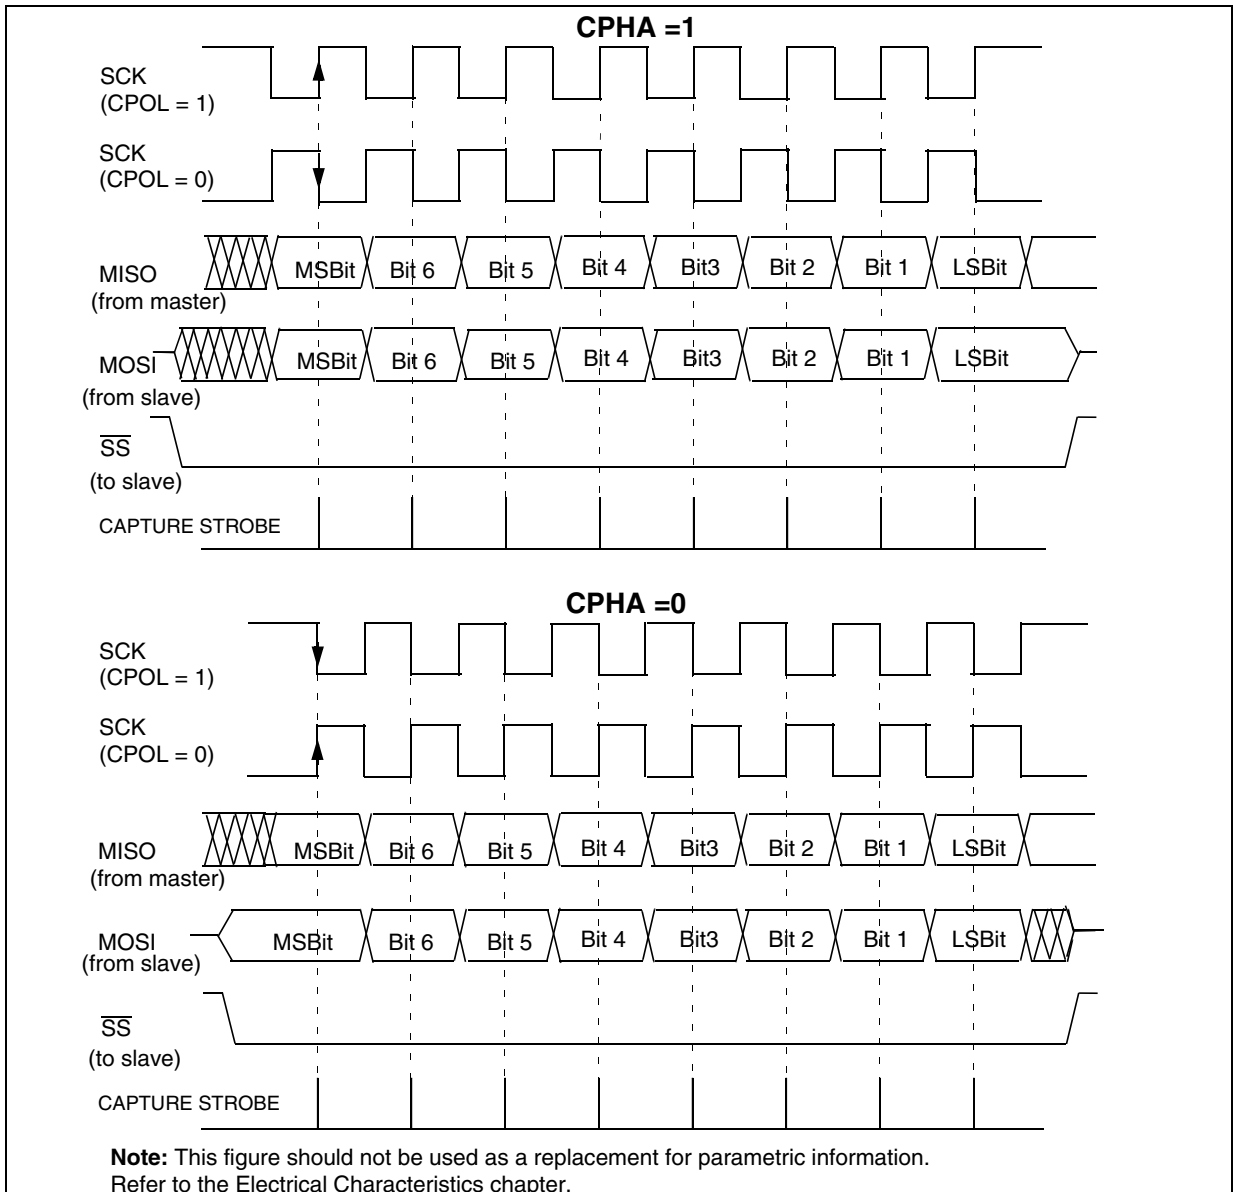 CPHA =1
SCK
(CPOL = 1)
SCK
(CPOL = 0)
MISO
(from master)
MSBit Bit 6 Bit 5 Bit 4 Bit3 Bit 2 Bit 1 LSBit
MOSI
(from slave)
MSBit Bit 6 Bit 5 Bit 4 Bit3 Bit 2 Bit 1 LSBit
SS
(to slave)
CAPTURE STROBE
CPHA =0
SCK
(CPOL = 1)
SCK
(CPOL = 0)
MISO
(from master)
MSBit Bit 6 Bit 5 Bit 4 Bit3 Bit 2 Bit 1 LSBit
MOSI
(from slave)
MSBit Bit 6 Bit 5 Bit 4 Bit3 Bit 2 Bit 1 LSBit
SS
(to slave)
CAPTURE STROBE
Note: This figure should not be used as a replacement for parametric information.
Refer to the Electrical Characteristics chapter.